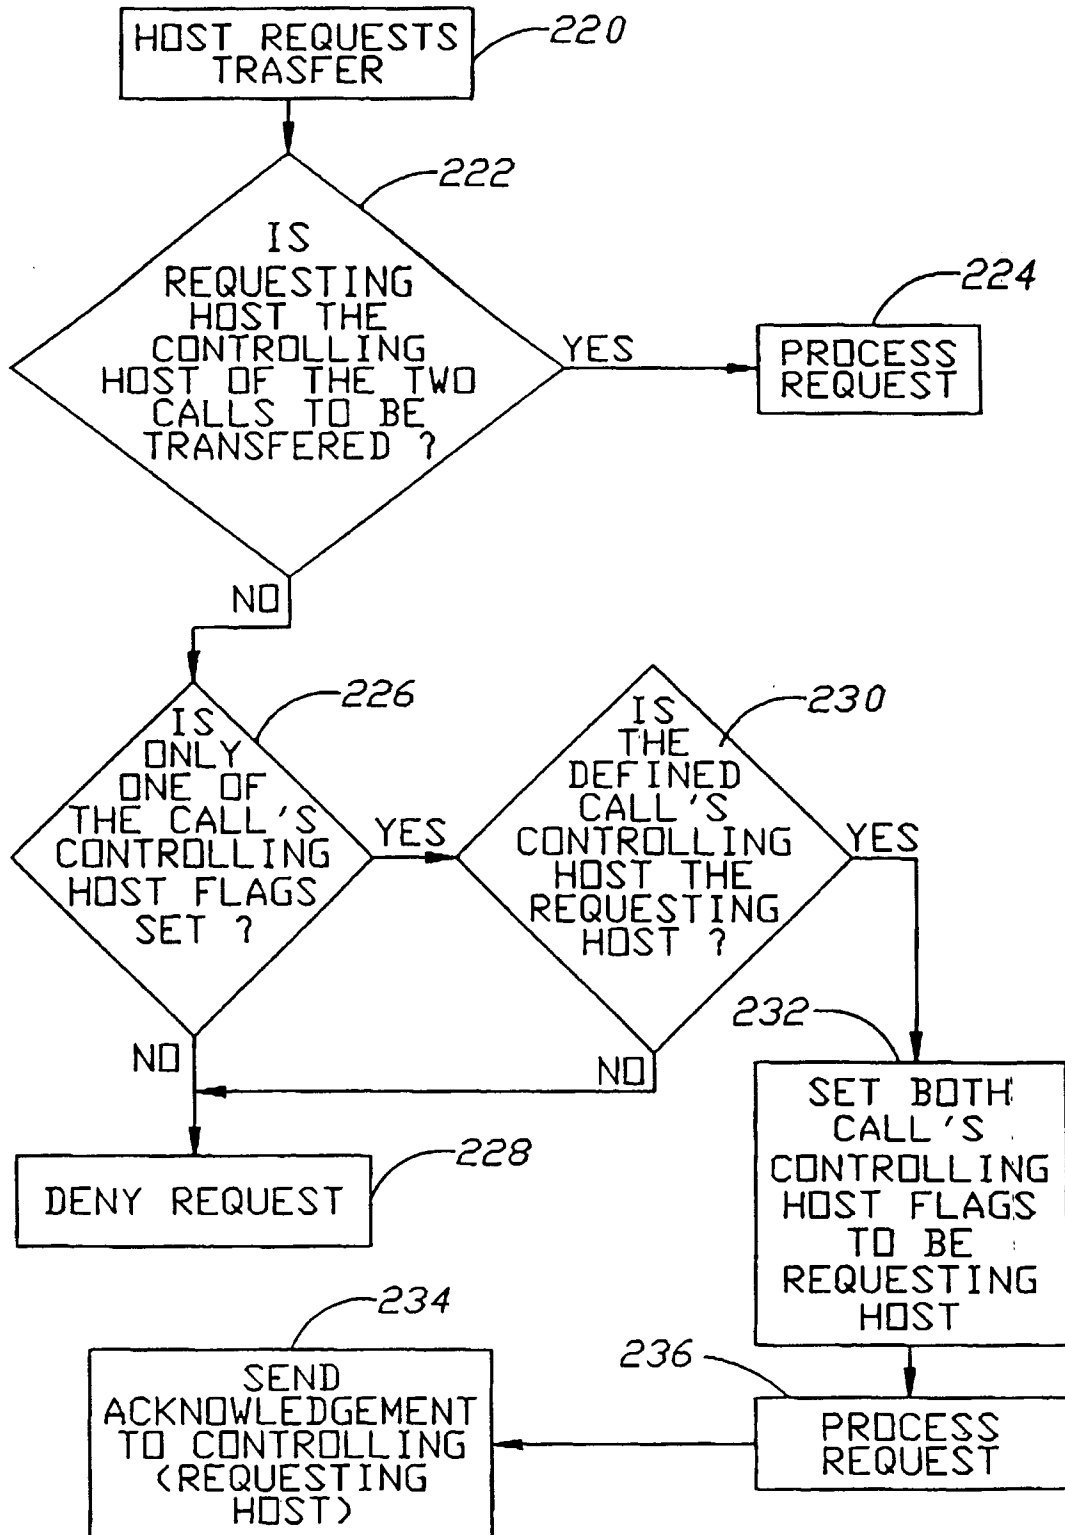 HOST REQUESTS
TRASFER
220
222
IS
REQUESTING
HOST THE
CONTROLLING
HOST OF THE TWO
CALLS TO BE
TRANSFERED ?
YES
224
PROCESS
REQUEST
NO
226
IS
ONLY
ONE OF
THE CALL'S
CONTROLLING
HOST FLAGS
SET ?
YES
230
IS
THE
DEFINED
CALL'S
CONTROLLING
HOST THE
REQUESTING
HOST ?
YES
NO
NO
228
DENY REQUEST
232
SET BOTH
CALL'S
CONTROLLING
HOST FLAGS
TO BE
REQUESTING
HOST
236
PROCESS
REQUEST
234
SEND
ACKNOWLEDGEMENT
TO CONTROLLING
(REQUESTING
HOST)